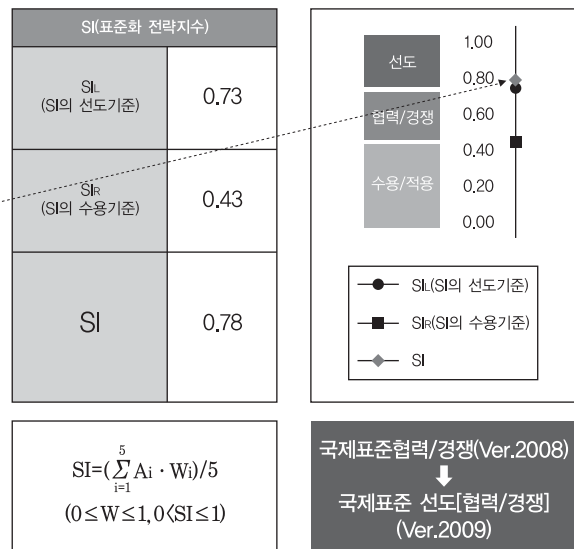 SI(표준화 전략지수)
SIL
(SI의 선도기준)
0.73
SIR
(SI의 수용기준)
0.43
SI
0.78
선도
협력/경쟁
수용/적용
1.00
0.80
0.60
0.40
0.20
0.00
SIL(SI의 선도기준)
SIR(SI의 수용기준)
SI
SI=(∑⁵ᵢ₌₁ Ai · Wi)/5
(0≤W≤1, 0<SI≤1)
국제표준협력/경쟁(Ver.2008)
국제표준 선도[협력/경쟁]
(Ver.2009)